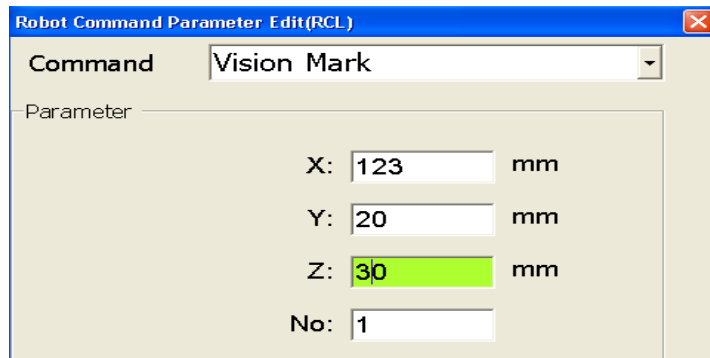 Robot Command Parameter Edit(RCL)
Command Vision Mark
Parameter
X: 123 mm
Y: 20 mm
Z: 30 mm
No: 1